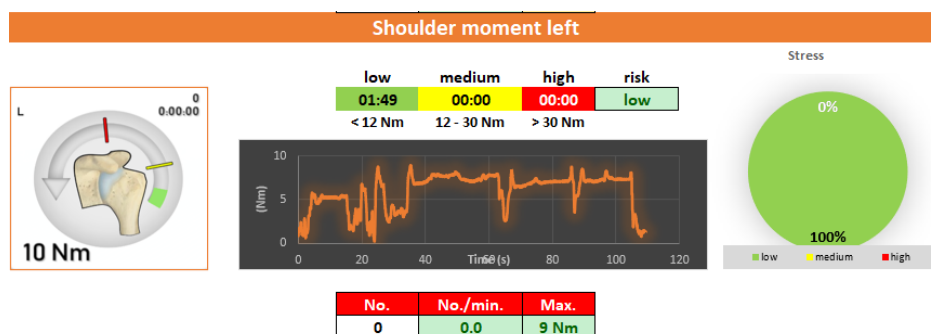 Shoulder moment left
Stress
low medium high risk
01:49 00:00 00:00 low
< 12 Nm 12 - 30 Nm > 30 Nm
0
L 0:00:00
10 Nm
10
5
0
(Nm)
0 20 40 60 80 100 120
Time (s)
0%
100%
low medium high
No. No./min. Max.
0 0.0 9 Nm